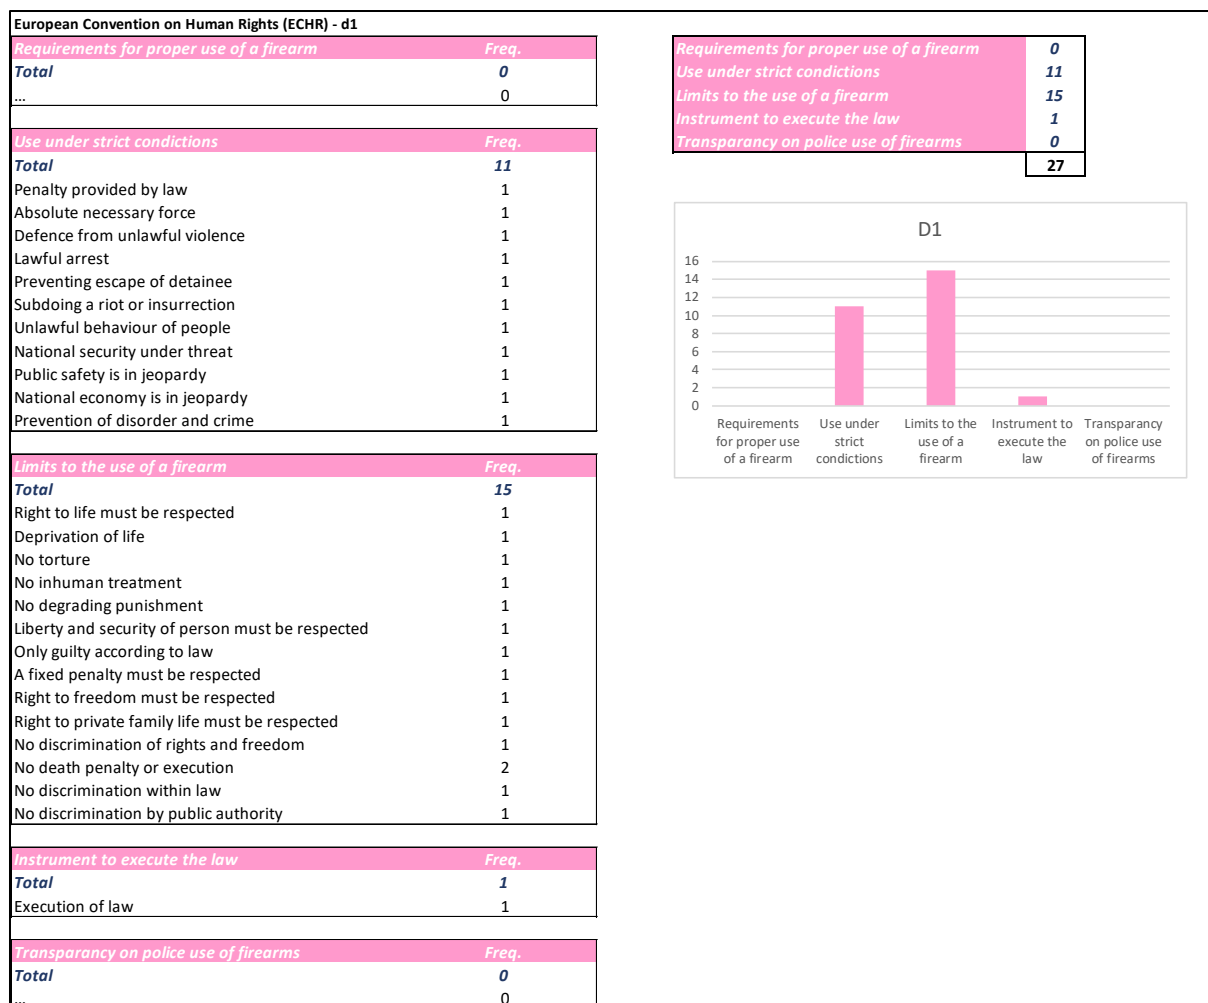 European Convention on Human Rights (ECHR) - d1
Requirements for proper use of a firearm Freq.
Total 0
... 0
Use under strict condictions Freq.
Total 11
Penalty provided by law 1
Absolute necessary force 1
Defence from unlawful violence 1
Lawful arrest 1
Preventing escape of detainee 1
Subdoing a riot or insurrection 1
Unlawful behaviour of people 1
National security under threat 1
Public safety is in jeopardy 1
National economy is in jeopardy 1
Prevention of disorder and crime 1
Limits to the use of a firearm Freq.
Total 15
Right to life must be respected 1
Deprivation of life 1
No torture 1
No inhuman treatment 1
No degrading punishment 1
Liberty and security of person must be respected 1
Only guilty according to law 1
A fixed penalty must be respected 1
Right to freedom must be respected 1
Right to private family life must be respected 1
No discrimination of rights and freedom 1
No death penalty or execution 2
No discrimination within law 1
No discrimination by public authority 1
Instrument to execute the law Freq.
Total 1
Execution of law 1
Transparancy on police use of firearms Freq.
Total 0
... 0
Requirements for proper use of a firearm 0
Use under strict condictions 11
Limits to the use of a firearm 15
Instrument to execute the law 1
Transparancy on police use of firearms 0
27
D1
16
14
12
10
8
6
4
2
0
Requirements for proper use of a firearm
Use under strict condictions
Limits to the use of a firearm
Instrument to execute the law
Transparancy on police use of firearms